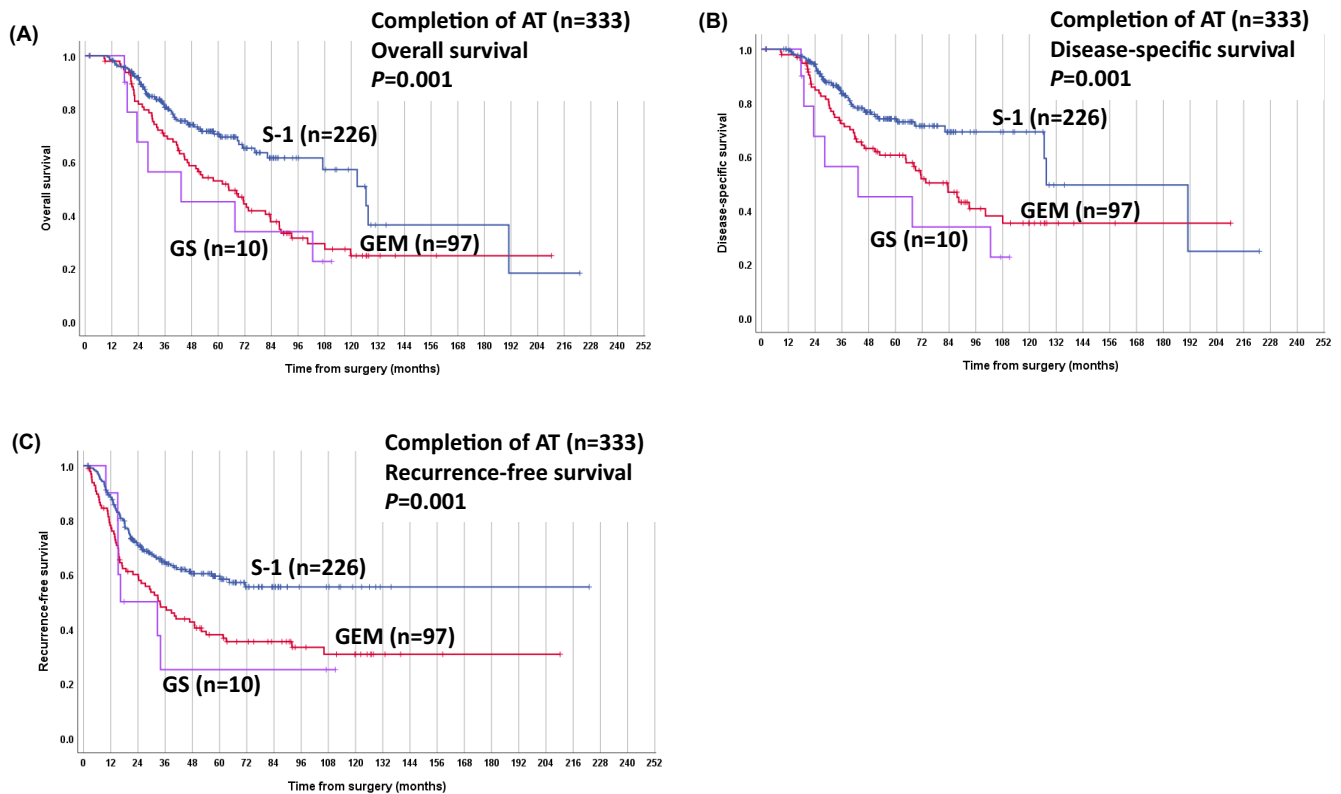 (A)
Completion of AT (n=333)
Overall survival
P=0.001
1.0
0.8
0.6
0.4
0.2
0.0
Overall survival
S-1 (n=226)
GEM (n=97)
GS (n=10)
0 12 24 36 48 60 72 84 96 108 120 132 144 156 168 180 192 204 216 228 240 252
Time from surgery (months)
(B)
Completion of AT (n=333)
Disease-specific survival
P=0.001
1.0
0.8
0.6
0.4
0.2
0.0
Disease-specific survival
S-1 (n=226)
GEM (n=97)
GS (n=10)
0 12 24 36 48 60 72 84 96 108 120 132 144 156 168 180 192 204 216 228 240 252
Time from surgery (months)
(C)
Completion of AT (n=333)
Recurrence-free survival
P=0.001
1.0
0.8
0.6
0.4
0.2
0.0
Recurrence-free survival
S-1 (n=226)
GEM (n=97)
GS (n=10)
0 12 24 36 48 60 72 84 96 108 120 132 144 156 168 180 192 204 216 228 240 252
Time from surgery (months)